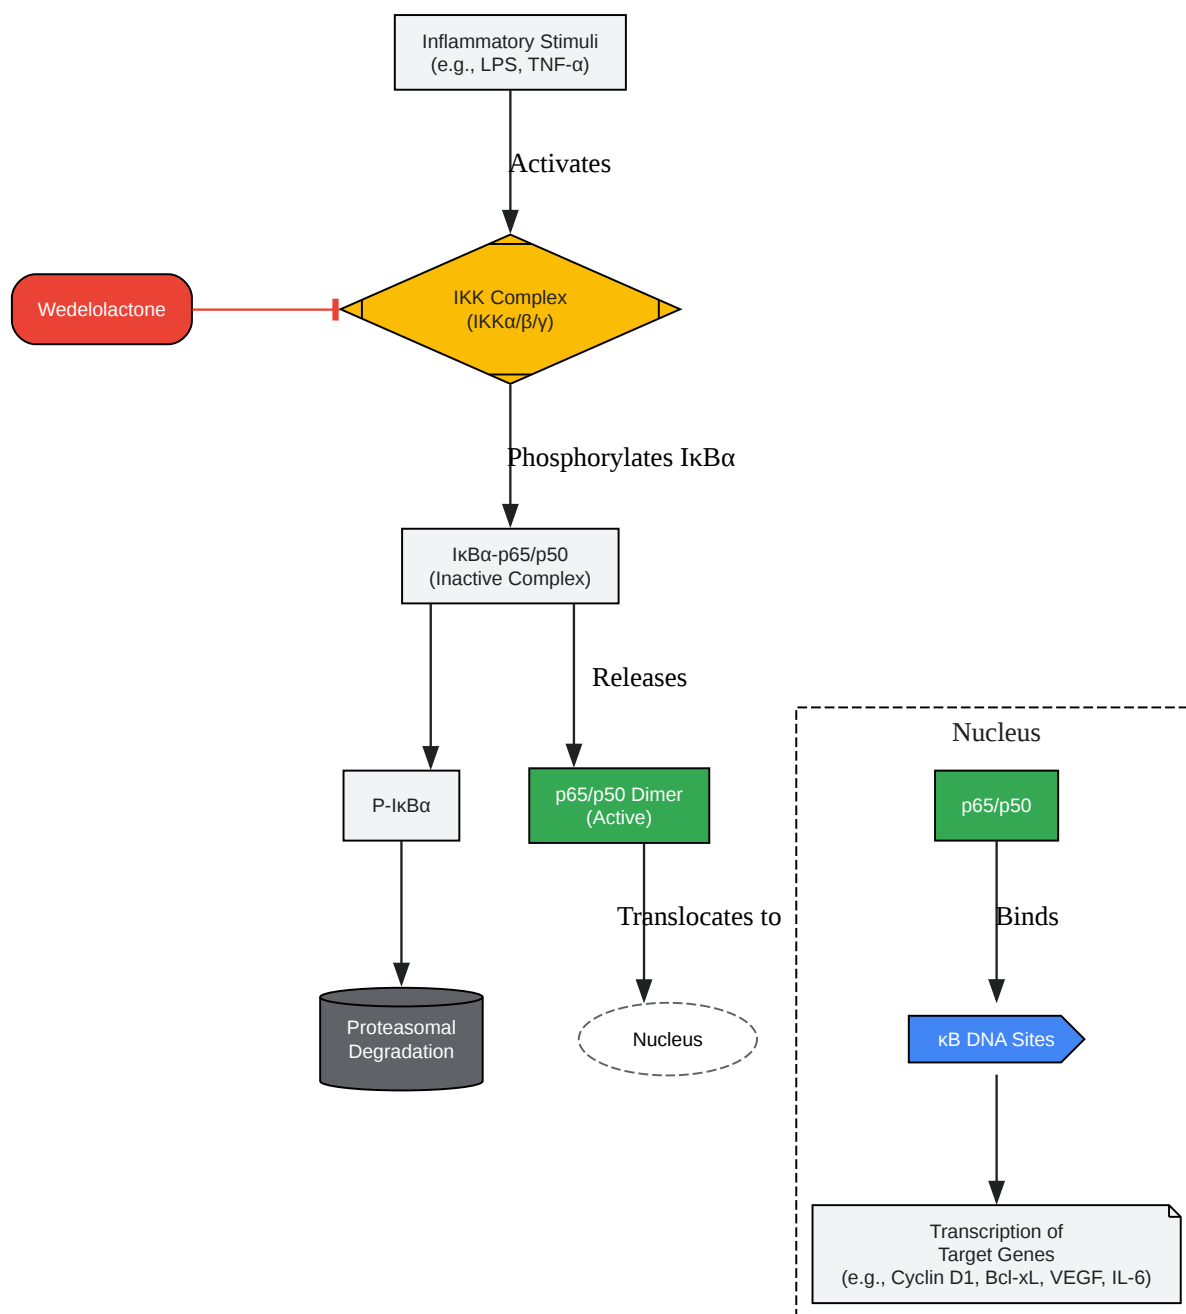 Inflammatory Stimuli
(e.g., LPS, TNF-α)
Activates
Wedelolactone
IKK Complex
(IKKα/β/γ)
Phosphorylates IκBα
IκBα-p65/p50
(Inactive Complex)
Releases
Nucleus
P-IκBα
p65/p50 Dimer
(Active)
p65/p50
Translocates to
Binds
Proteasomal
Degradation
Nucleus
κB DNA Sites
Transcription of
Target Genes
(e.g., Cyclin D1, Bcl-xL, VEGF, IL-6)